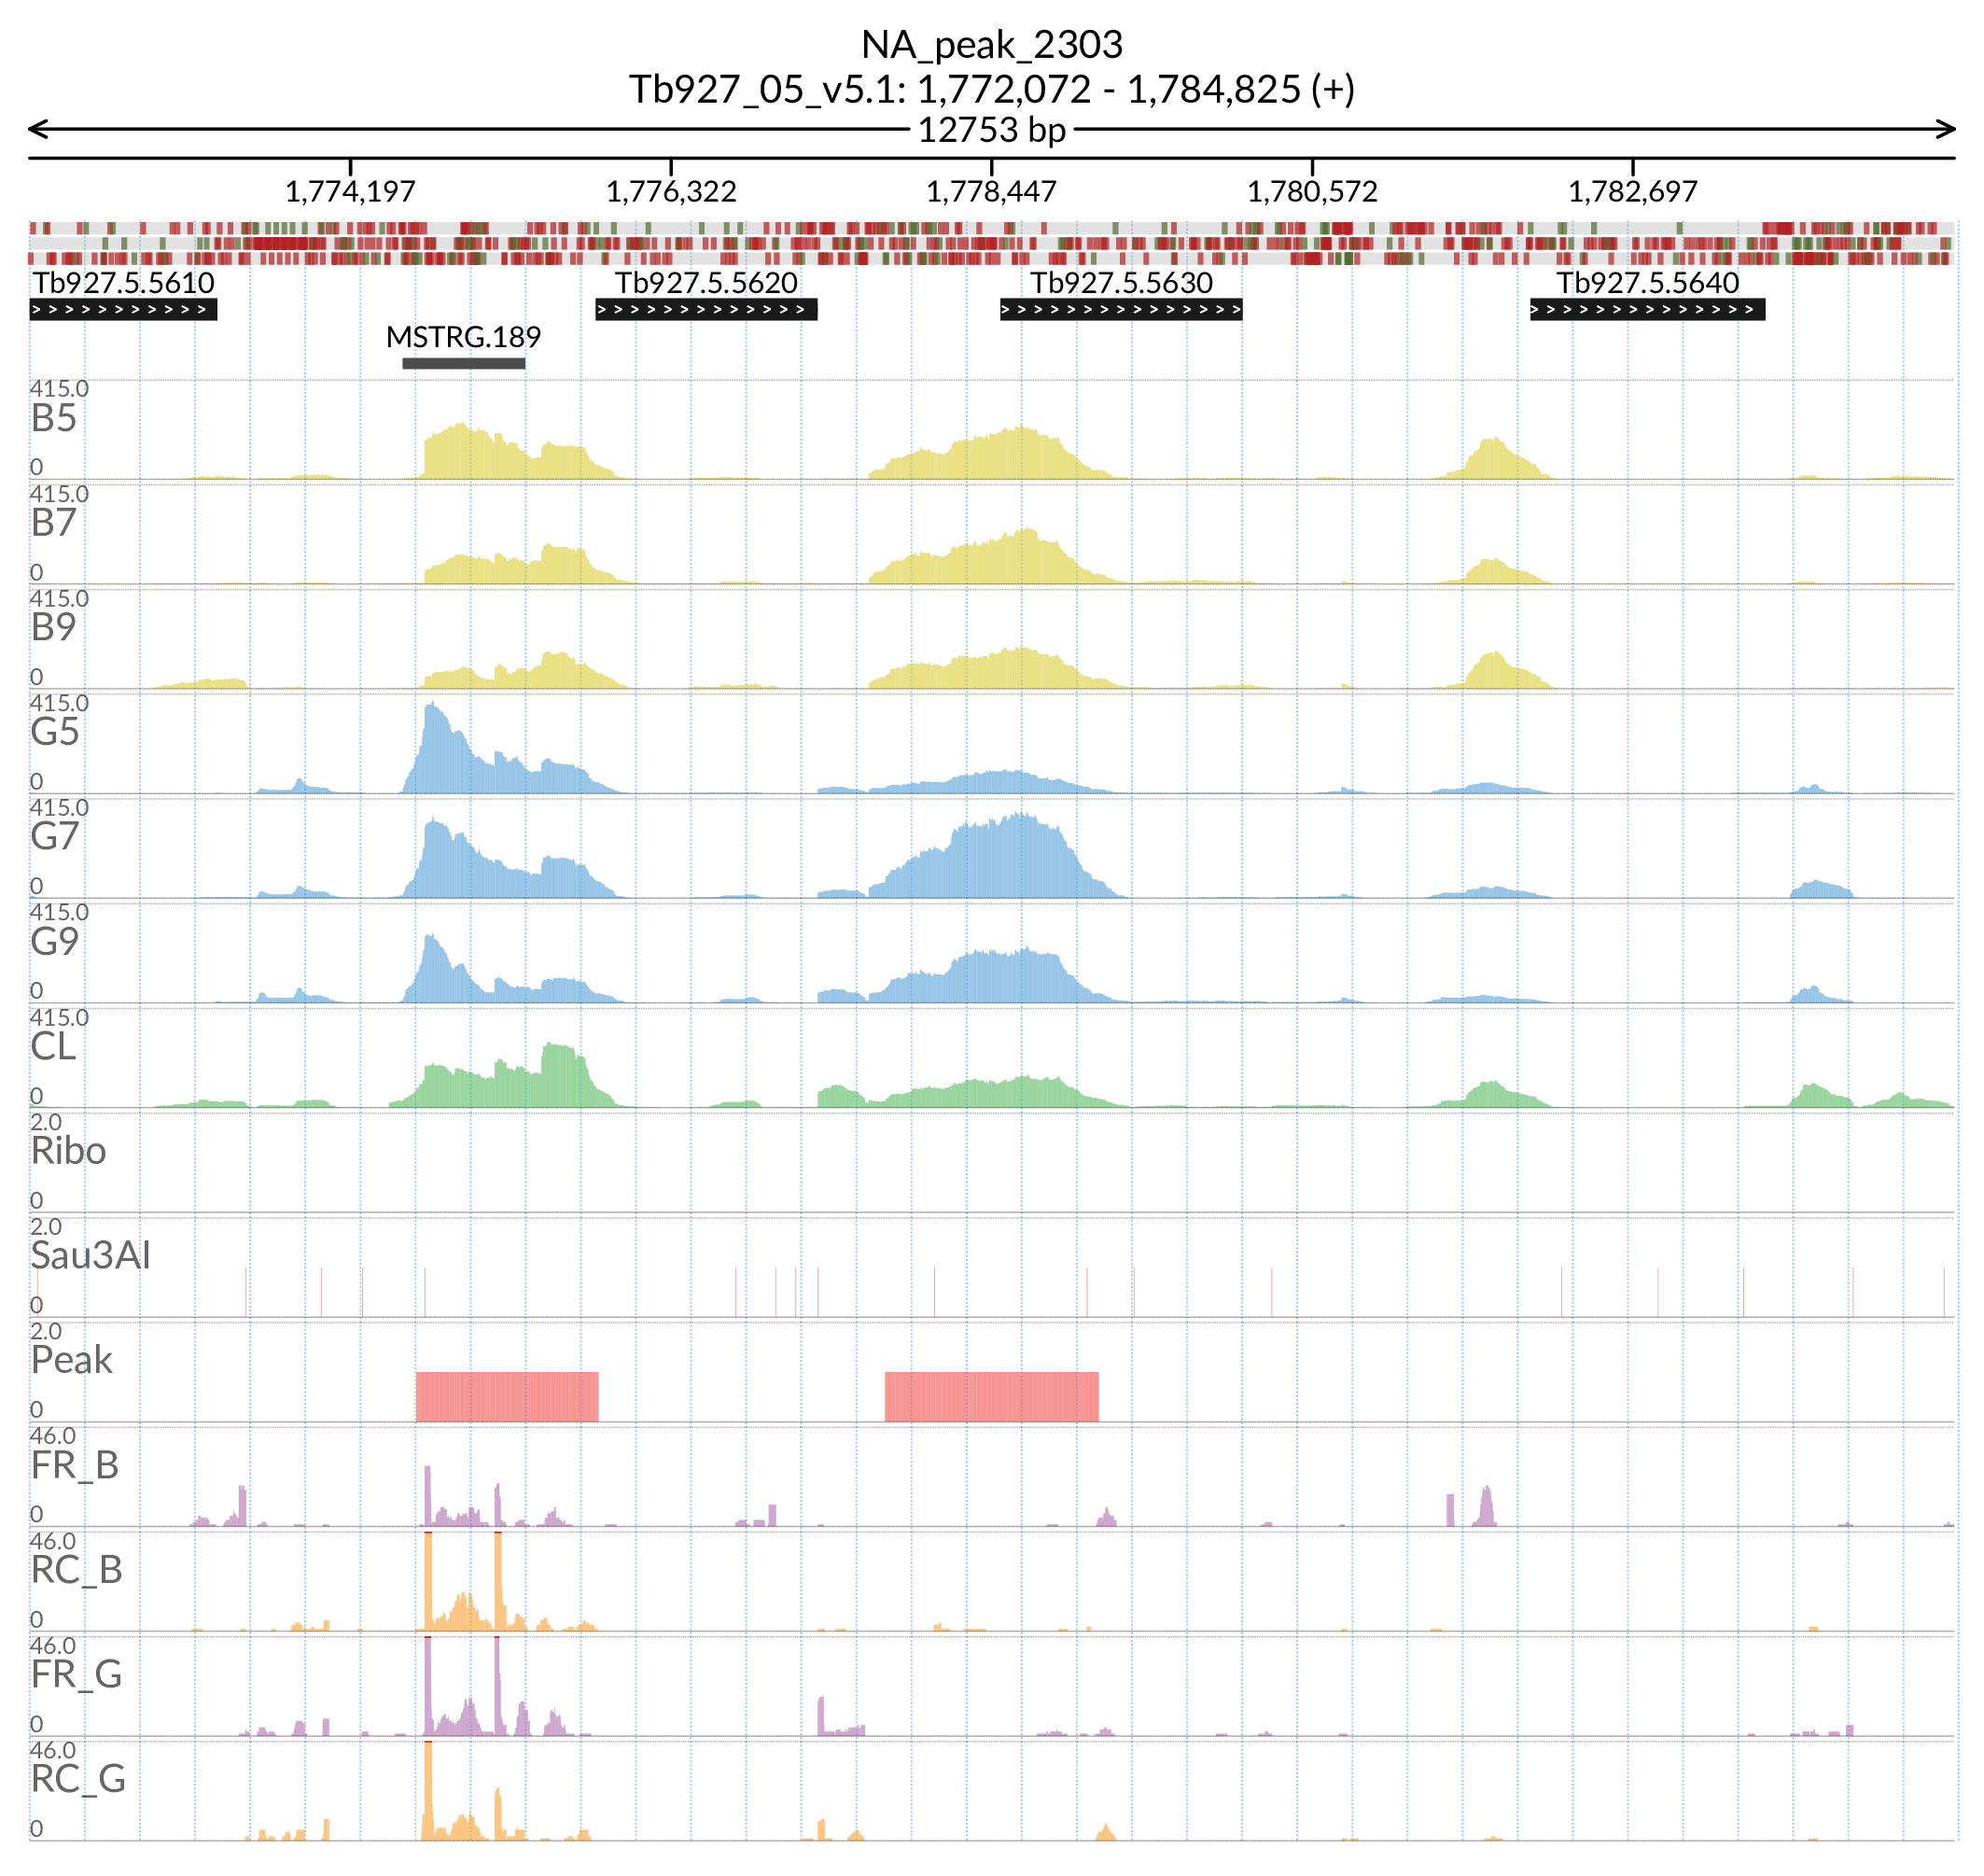 NA_peak_2303
Tb927_05_v5.1: 1,772,072 - 1,784,825 (+)
12753 bp
1,774,197 1,776,322 1,778,447 1,780,572 1,782,697
Tb927.5.5610 Tb927.5.5620 Tb927.5.5630 Tb927.5.5640
MSTRG.189
415.0
B5
0
415.0
B7
0
415.0
B9
0
415.0
G5
0
415.0
G7
0
415.0
G9
0
415.0
CL
0
2.0
Ribo
0
2.0
Sau3AI
0
2.0
Peak
0
46.0
FR_B
0
46.0
RC_B
0
46.0
FR_G
0
46.0
RC_G
0